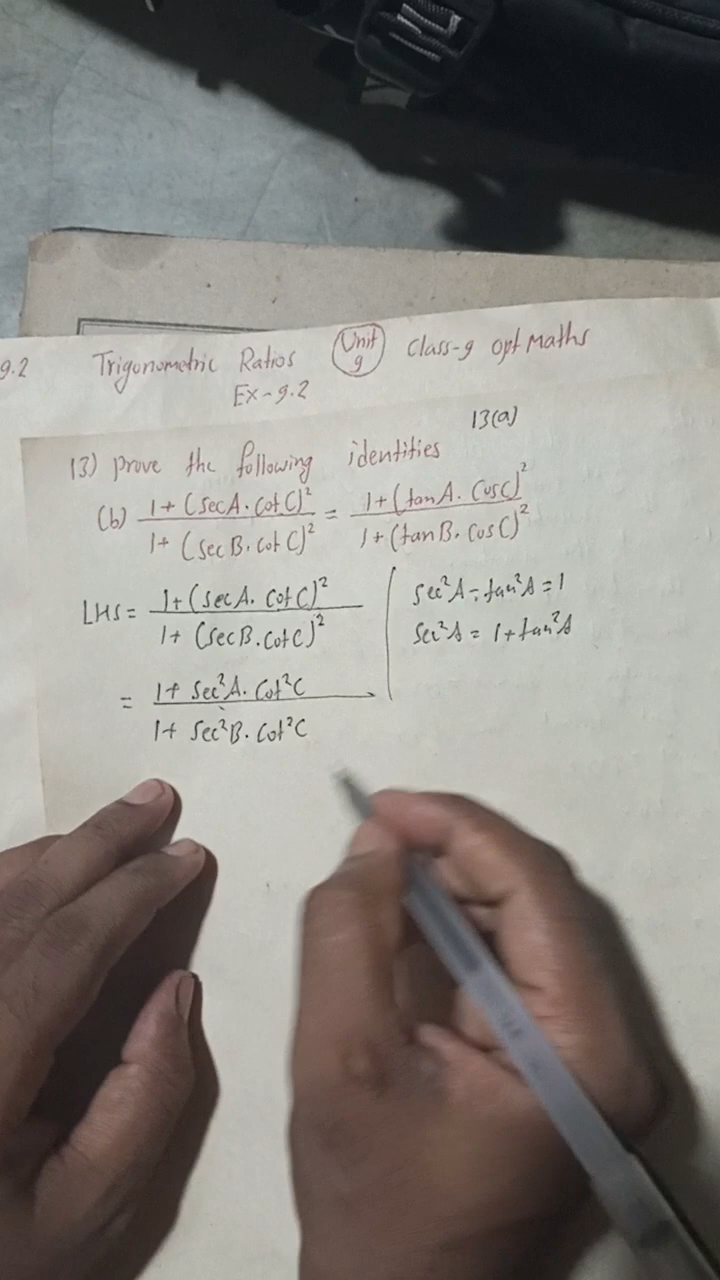 9.2 Trigonometric Ratios Unit 9 Class-9 opt Maths
Ex-9.2
13(a)
13) prove the following identities
(b) 1+(secA.CotC)² / 1+(secB.cotC)² = 1+(tanA.CosC)² / 1+(tanB.CosC)²
LHS = 1+(secA.CotC)² / 1+(secB.cotC)²
sec²A - tan²A = 1
sec²A = 1+tan²A
= 1+ sec²A.Cot²C / 1+ sec²B.Cot²C